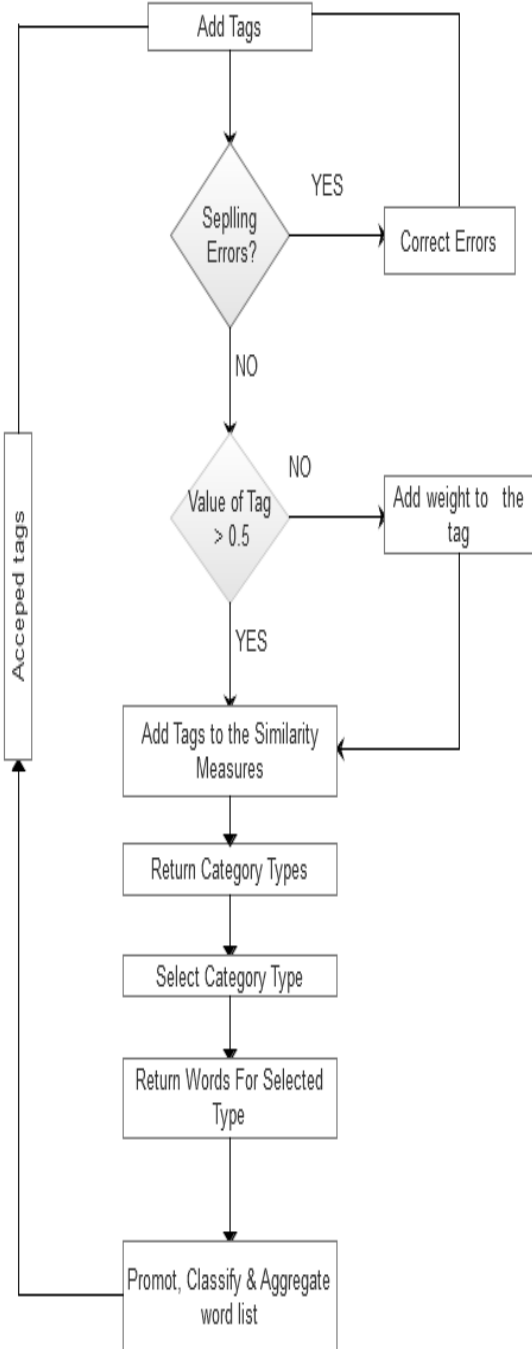 Add Tags
YES
Seplling
Errors?
Correct Errors
NO
NO
Value of Tag
> 0.5
Add weight to the
tag
Acceped tags
YES
Add Tags to the Similarity
Measures
Return Category Types
Select Category Type
Return Words For Selected
Type
Promot, Classify & Aggregate
word list